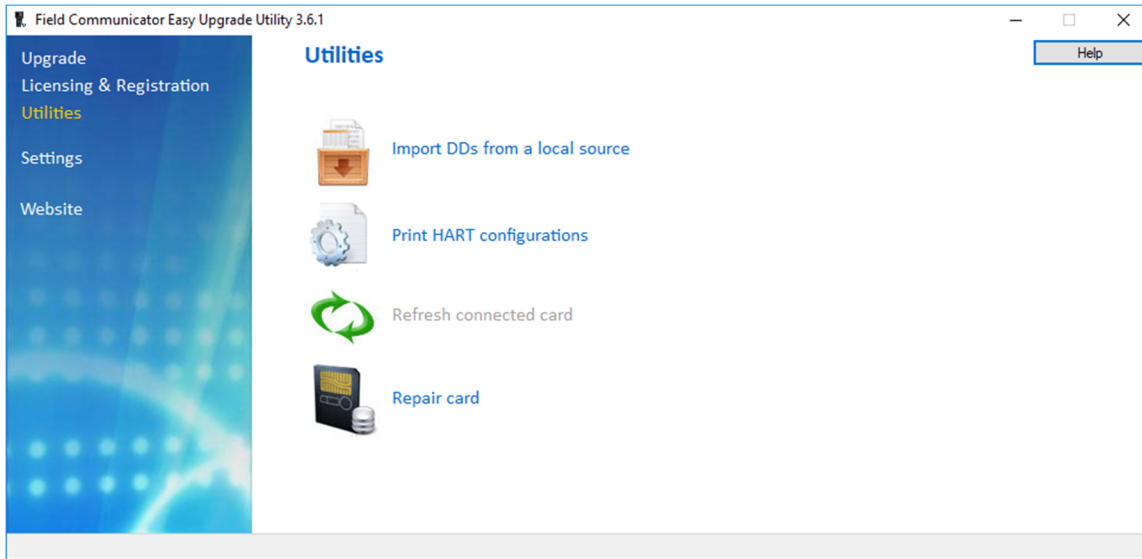 Field Communicator Easy Upgrade Utility 3.6.1
Upgrade
Licensing & Registration
Utilities
Settings
Website
Utilities
Help
Import DDs from a local source
Print HART configurations
Refresh connected card
Repair card